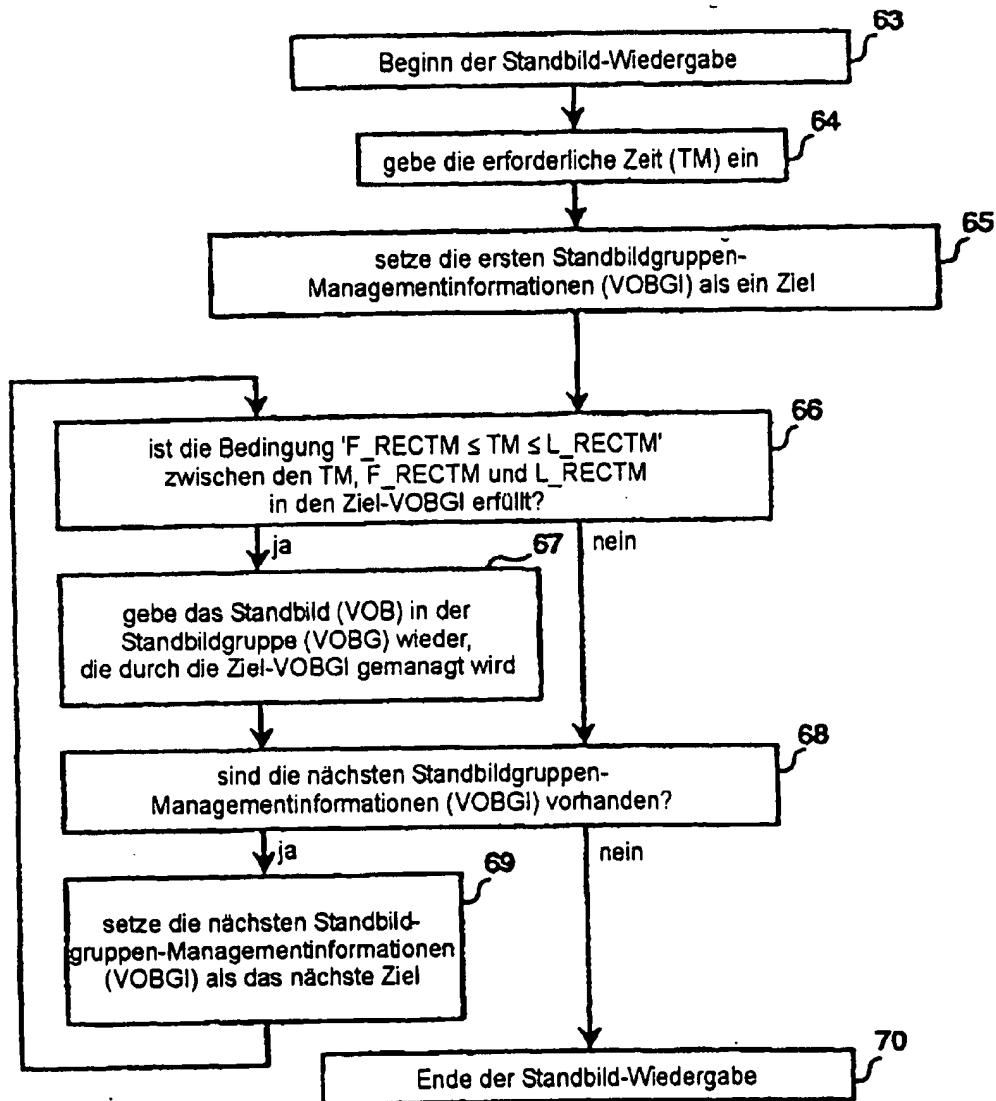 63
Beginn der Standbild-Wiedergabe
64
gebe die erforderliche Zeit (TM) ein
65
setze die ersten Standbildgruppen-
Managementinformationen (VOBGI) als ein Ziel
66
ist die Bedingung 'F_RECTM ≤ TM ≤ L_RECTM'
zwischen den TM, F_RECTM und L_RECTM
in den Ziel-VOBGI erfüllt?
ja
nein
67
gebe das Standbild (VOB) in der
Standbildgruppe (VOBG) wieder,
die durch die Ziel-VOBGI gemanagt wird
68
sind die nächsten Standbildgruppen-
Managementinformationen (VOBGI) vorhanden?
ja
nein
69
setze die nächsten Standbild-
gruppen-Managementinformationen
(VOBGI) als das nächste Ziel
70
Ende der Standbild-Wiedergabe